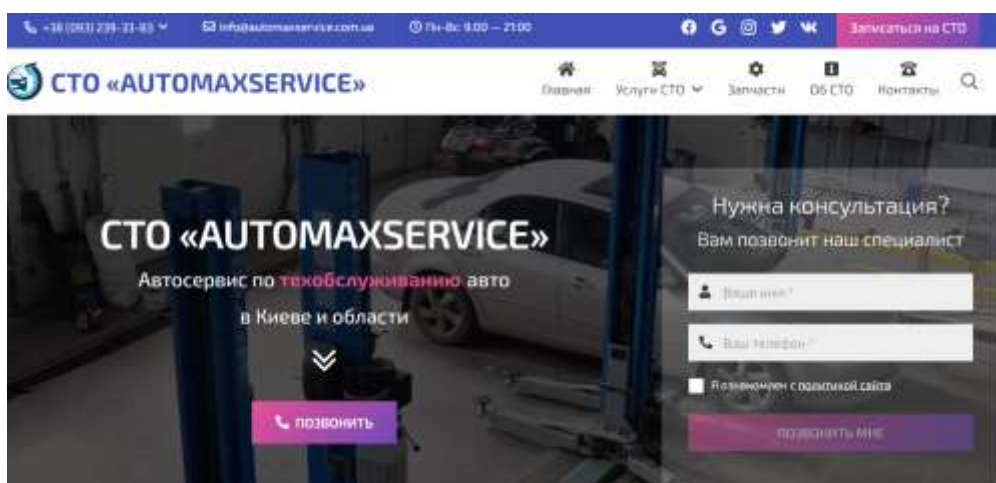 +38 (093) 239-33-83
info@automaxservice.com.ua
Пн-Вс: 9.00 — 21:00
Записаться на СТО
СТО «AUTOMAXSERVICE»
Главная
Услуги СТО
Запчасти
Об СТО
Контакты
СТО «AUTOMAXSERVICE»
Автосервис по техобслуживанию авто
в Киеве и области
ПОЗВОНИТЬ
Нужна консультация?
Вам позвонит наш специалист
Ваше имя *
Ваш телефон *
Я ознакомлен с политикой сайта
ПОЗВОНИТЬ МНЕ